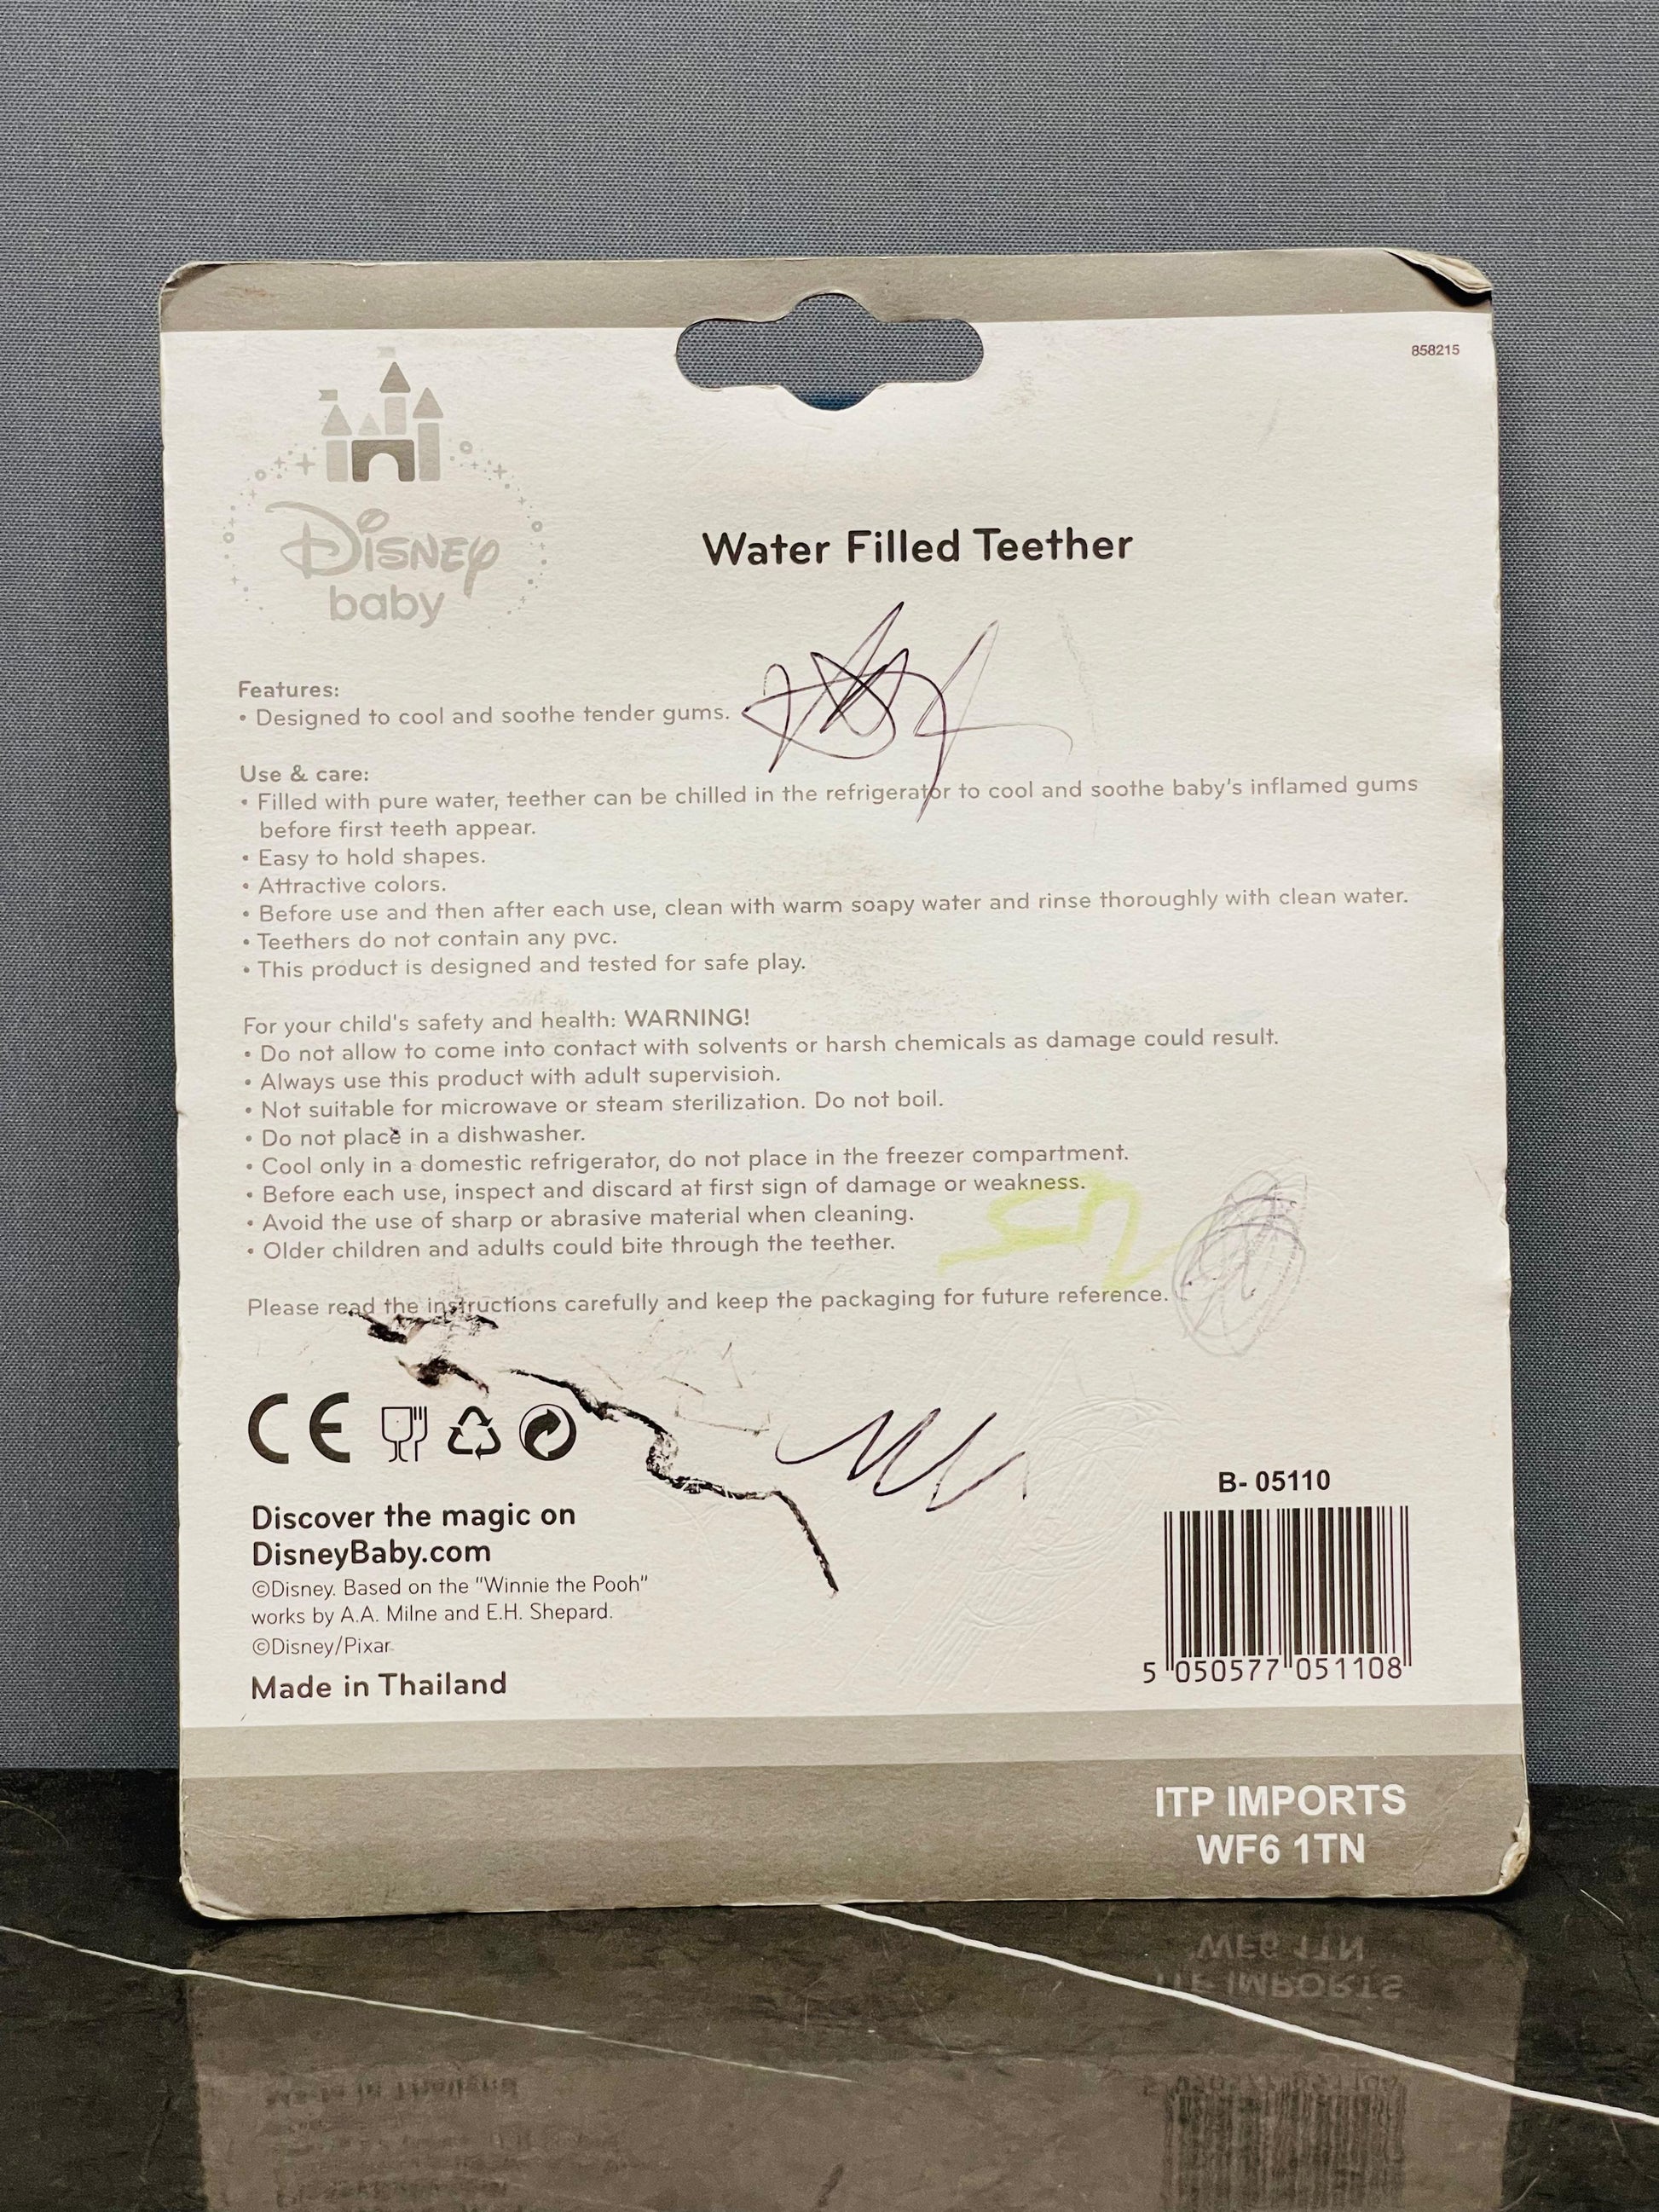 858215
Disney
baby
Water Filled Teether
Features:
• Designed to cool and soothe tender gums.
Use & care:
• Filled with pure water, teether can be chilled in the refrigerator to cool and soothe baby's inflamed gums
before first teeth appear.
• Easy to hold shapes.
• Attractive colors.
• Before use and then after each use, clean with warm soapy water and rinse thoroughly with clean water.
• Teethers do not contain any pvc.
• This product is designed and tested for safe play.
For your child's safety and health: WARNING!
• Do not allow to come into contact with solvents or harsh chemicals as damage could result.
• Always use this product with adult supervision.
• Not suitable for microwave or steam sterilization. Do not boil.
• Do not place in a dishwasher.
• Cool only in a domestic refrigerator, do not place in the freezer compartment.
• Before each use, inspect and discard at first sign of damage or weakness.
• Avoid the use of sharp or abrasive material when cleaning.
• Older children and adults could bite through the teether.
Please read the instructions carefully and keep the packaging for future reference.
CE
Discover the magic on
DisneyBaby.com
©Disney. Based on the "Winnie the Pooh"
works by A.A. Milne and E.H. Shepard.
©Disney/Pixar
Made in Thailand
B- 05110
5 050577 051108
ITP IMPORTS
WF6 1TN